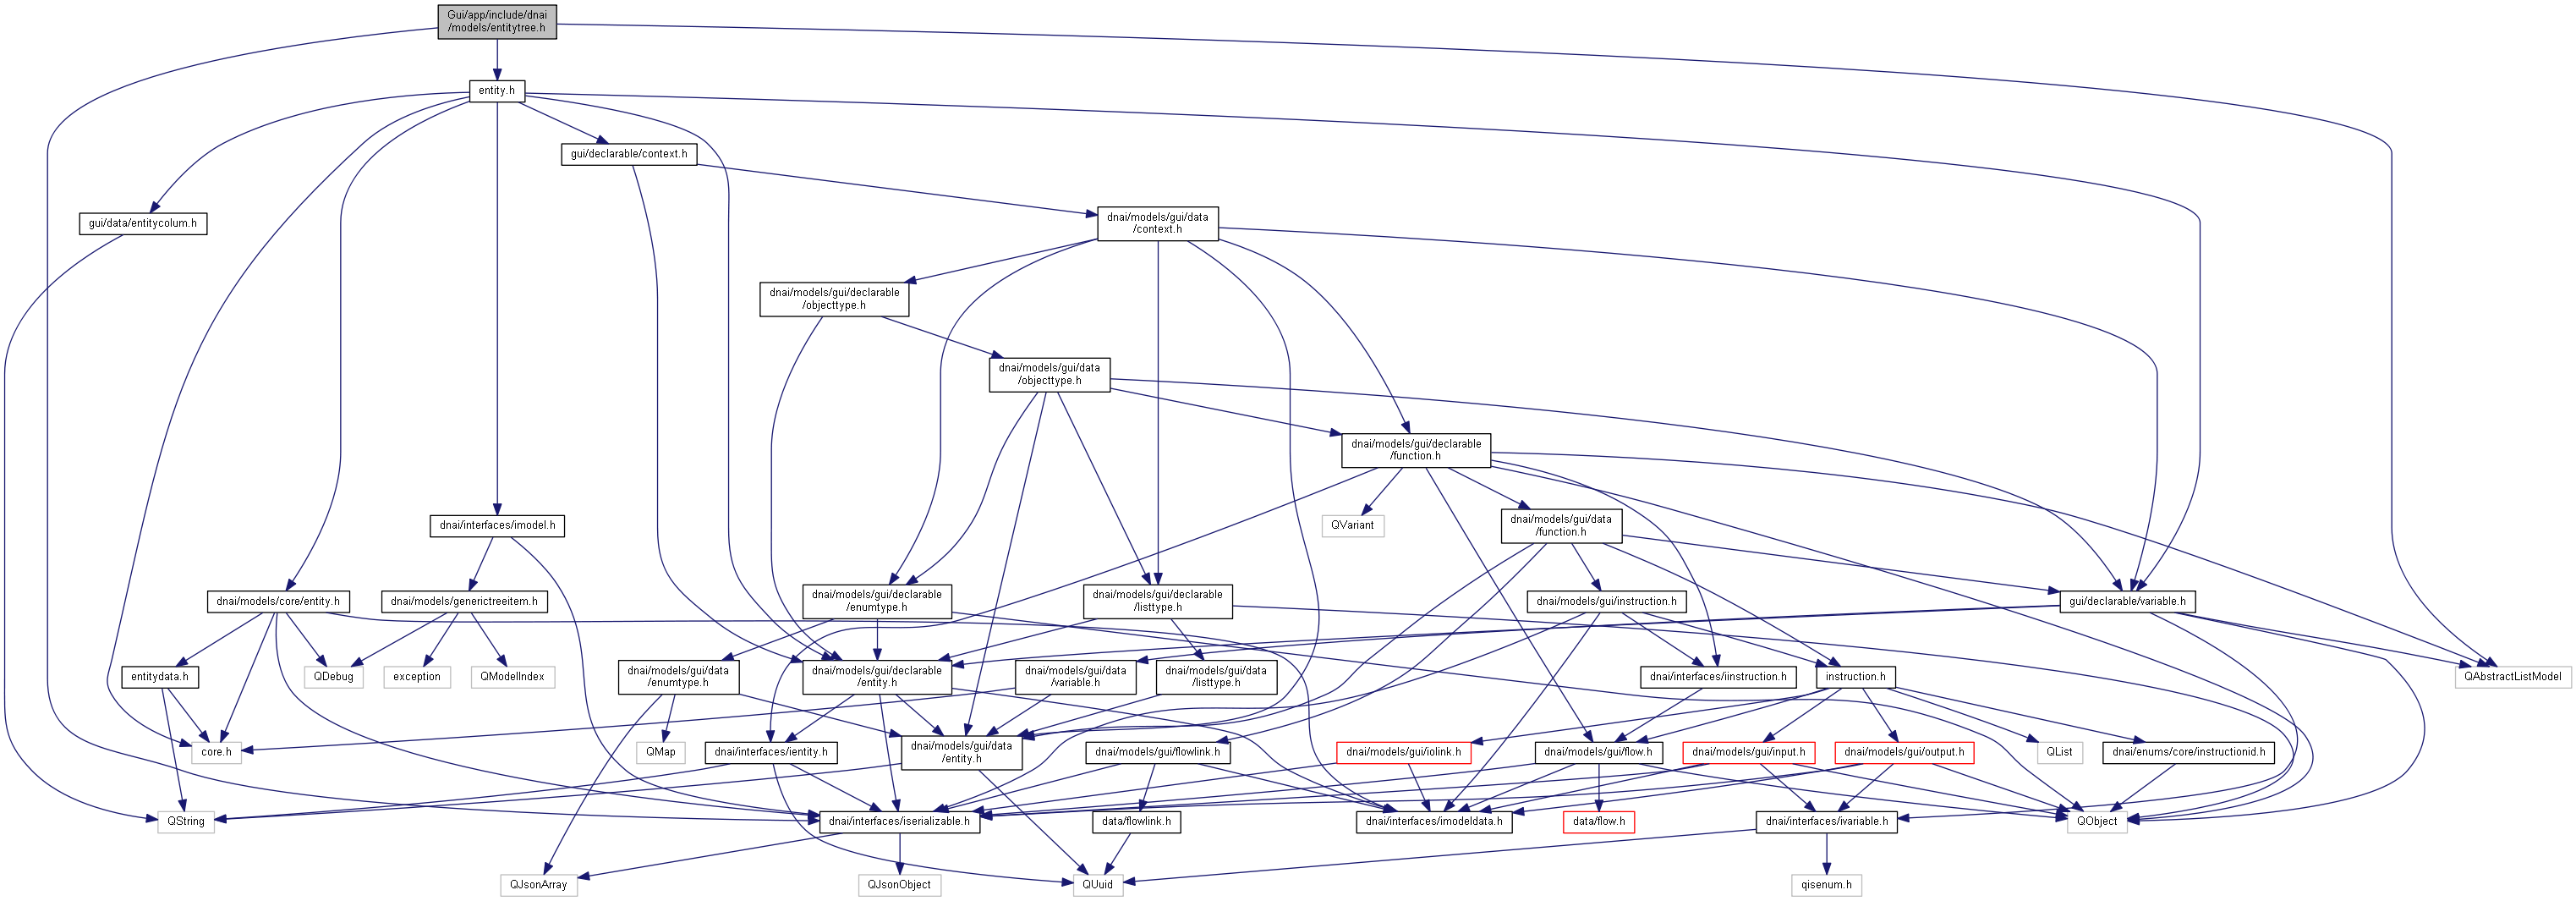 Gui/app/include/dnai
/models/entitytree.h
entity.h
gui/declarable/context.h
gui/data/entitycolum.h
dnai/models/gui/data
/context.h
dnai/models/gui/declarable
/objecttype.h
dnai/models/gui/data
/objecttype.h
dnai/models/gui/declarable
/function.h
dnai/interfaces/imodel.h
QVariant
dnai/models/gui/data
/function.h
dnai/models/core/entity.h
dnai/models/generictreeitem.h
dnai/models/gui/declarable
/enumtype.h
dnai/models/gui/declarable
/listtype.h
dnai/models/gui/instruction.h
gui/declarable/variable.h
entitydata.h
QDebug
exception
QModelIndex
dnai/models/gui/data
/enumtype.h
dnai/models/gui/declarable
/entity.h
dnai/models/gui/data
/variable.h
dnai/models/gui/data
/listtype.h
dnai/interfaces/iinstruction.h
instruction.h
QAbstractListModel
core.h
QMap
dnai/interfaces/ientity.h
dnai/models/gui/data
/entity.h
dnai/models/gui/flowlink.h
dnai/models/gui/iolink.h
dnai/models/gui/flow.h
dnai/models/gui/input.h
dnai/models/gui/output.h
QList
dnai/enums/core/instructionid.h
QString
dnai/interfaces/iserializable.h
data/flowlink.h
dnai/interfaces/imodeldata.h
data/flow.h
dnai/interfaces/ivariable.h
QObject
QJsonArray
QJsonObject
QUuid
qisenum.h